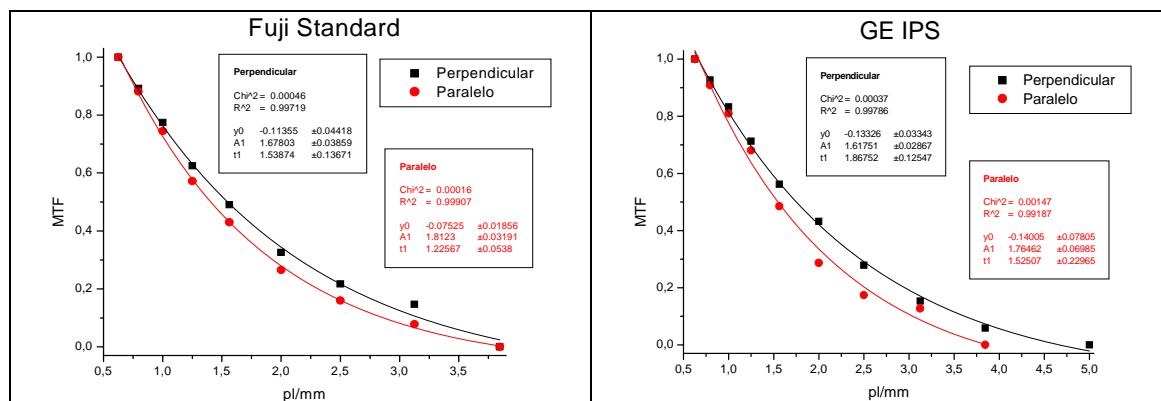 Fuji Standard
1,0
0,8
0,6
0,4
0,2
0,0
MTF
Perpendicular
Chi^2 = 0.00046
R^2 = 0.99719
y0 -0.11355 ±0.04418
A1 1.67803 ±0.03859
t1 1.53874 ±0.13671
Perpendicular
Paralelo
Paralelo
Chi^2 = 0.00016
R^2 = 0.99907
y0 -0.07525 ±0.01856
A1 1.8123 ±0.03191
t1 1.22567 ±0.0538
0,5 1,0 1,5 2,0 2,5 3,0 3,5
pl/mm
GE IPS
1,0
0,8
0,6
0,4
0,2
0,0
MTF
Perpendicular
Chi^2 = 0.00037
R^2 = 0.99786
y0 -0.13326 ±0.03343
A1 1.61751 ±0.02867
t1 1.86752 ±0.12547
Perpendicular
Paralelo
Paralelo
Chi^2 = 0.00147
R^2 = 0.99187
y0 -0.14005 ±0.07805
A1 1.76462 ±0.06985
t1 1.52507 ±0.22965
0,5 1,0 1,5 2,0 2,5 3,0 3,5 4,0 4,5 5,0
pl/mm